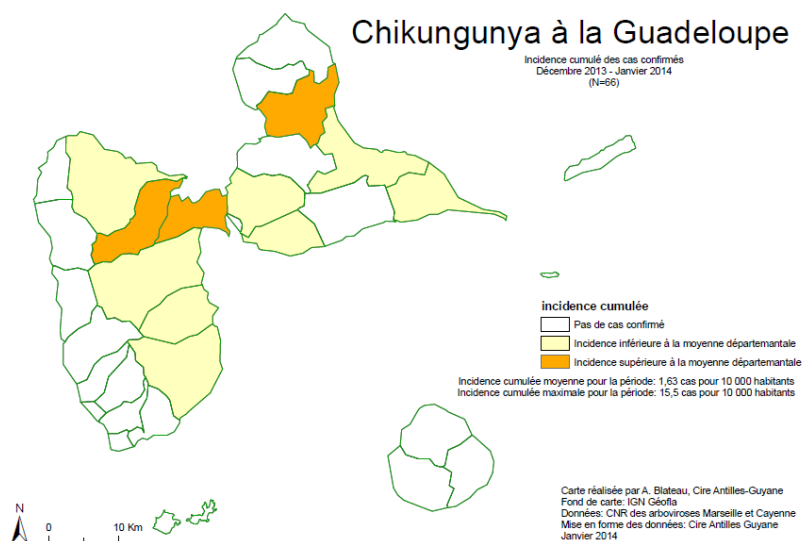 Chikungunya à la Guadeloupe
Incidence cumulé des cas confirmés
Décembre 2013 - Janvier 2014
(N=66)
incidence cumulée
Pas de cas confirmé
Incidence inférieure à la moyenne départemantale
Incidence supérieure à la moyenne départemantale
Incidence cumulée moyenne pour la période: 1,63 cas pour 10 000 habitants
Incidence cumulée maximale pour la période: 15,5 cas pour 10 000 habitants
Carte réalisée par A. Blateau, Cire Antilles-Guyane
Fond de carte: IGN Géofla
Données: CNR des arboviroses Marseille et Cayenne
Mise en forme des données: Cire Antilles Guyane
Janvier 2014
N
0 10 Km